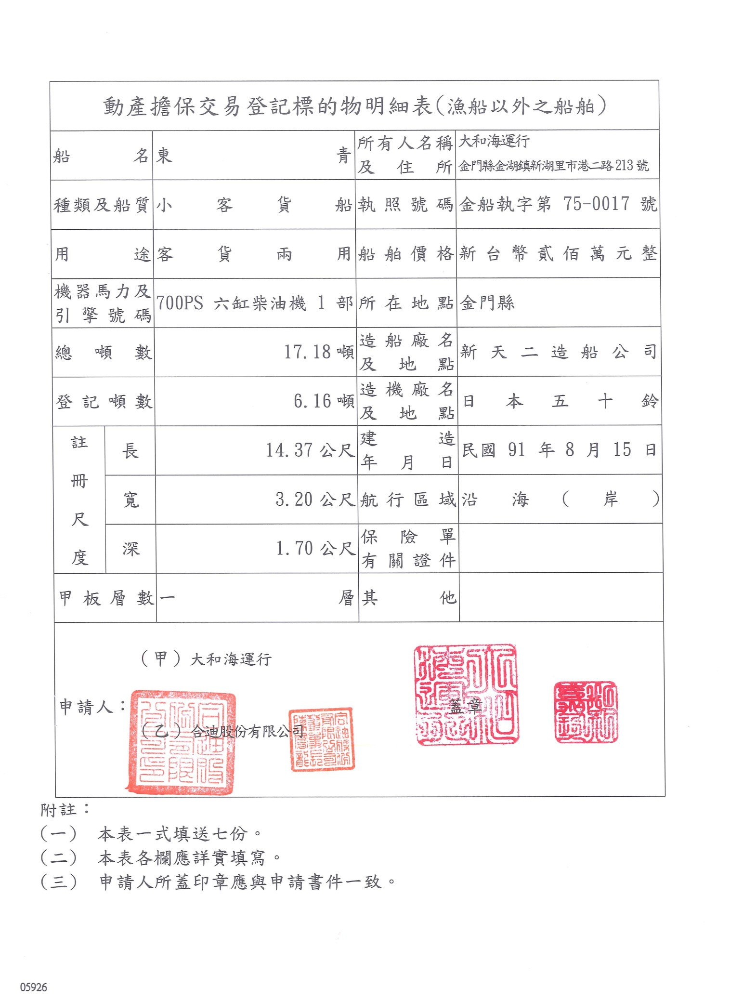 動產擔保交易登記標的物明細表(漁船以外之船舶)
船名 東青 所有人名稱及住所 大和海運行
金門縣金湖鎮新湖里市港二路213號
種類及船質 小客貨船 執照號碼 金船執字第 75-0017 號
用途 客貨兩用 船舶價格 新台幣貳佰萬元整
機器馬力及引擎號碼 700PS 六缸柴油機 1 部 所在地點 金門縣
總噸數 17.18噸 造船廠名及地點 新天二造船公司
登記噸數 6.16噸 造機廠名及地點 日本五十鈴
註冊尺度 長 14.37公尺 建造年月日 民國 91 年 8 月 15 日
寬 3.20公尺 航行區域 沿海(岸)
深 1.70公尺 保險單有關證件
甲板層數 一層 其他
(甲)大和海運行
申請人: 蓋章
(乙)合迪股份有限公司
附註:
(一) 本表一式填送七份。
(二) 本表各欄應詳實填寫。
(三) 申請人所蓋印章應與申請書件一致。
05926